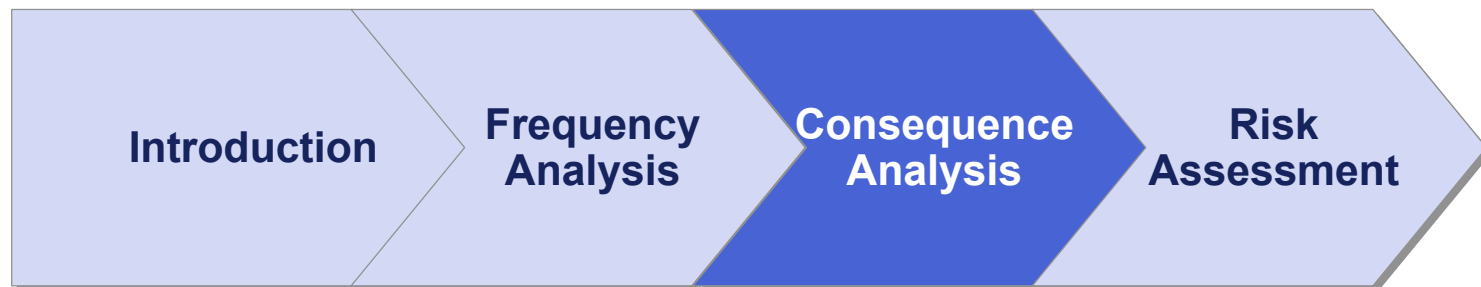 Introduction
Frequency
Analysis
Consequence
Analysis
Risk
Assessment